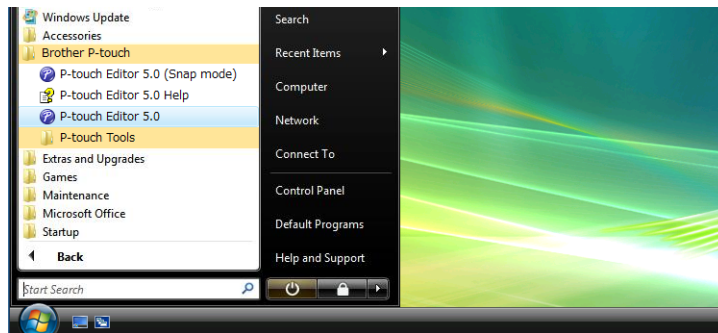 Windows Update
Accessories
Brother P-touch
P-touch Editor 5.0 (Snap mode)
P-touch Editor 5.0 Help
P-touch Editor 5.0
P-touch Tools
Extras and Upgrades
Games
Maintenance
Microsoft Office
Startup
Back
Start Search
Search
Recent Items
Computer
Network
Connect To
Control Panel
Default Programs
Help and Support